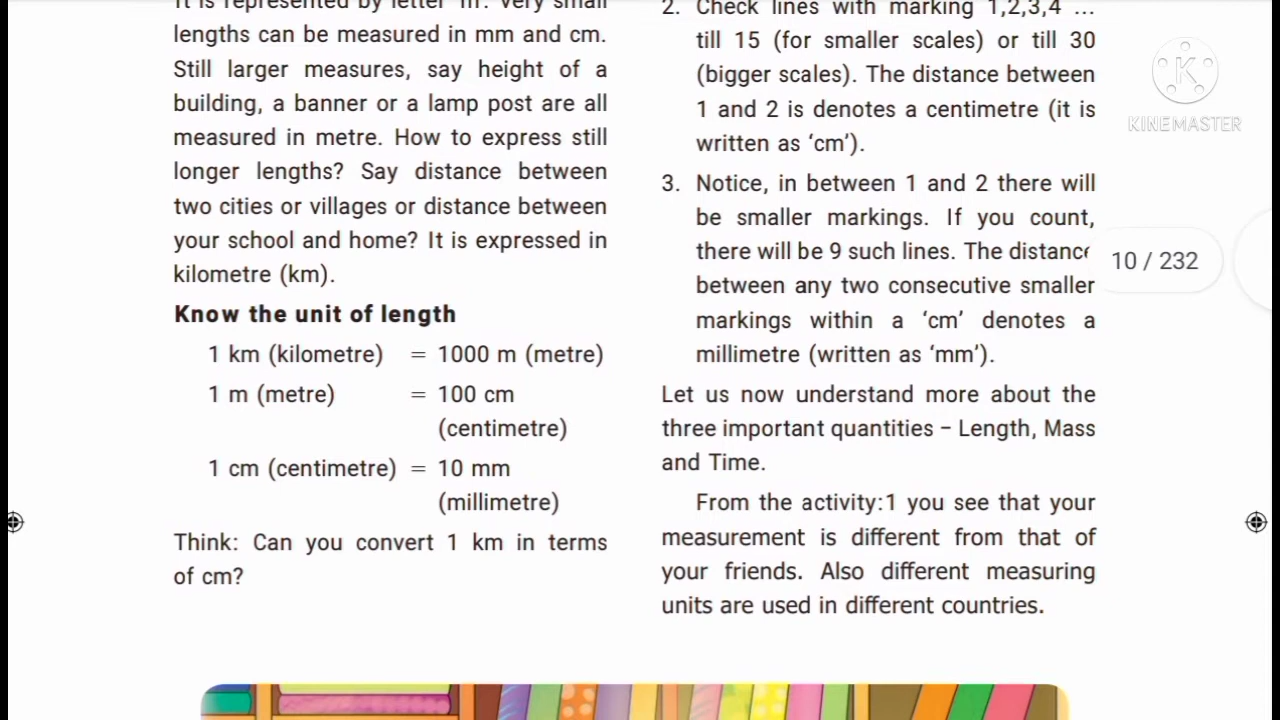 It is represented by letter 'm'. Very small
lengths can be measured in mm and cm.
Still larger measures, say height of a
building, a banner or a lamp post are all
measured in metre. How to express still
longer lengths? Say distance between
two cities or villages or distance between
your school and home? It is expressed in
kilometre (km).
Know the unit of length
1 km (kilometre) = 1000 m (metre)
1 m (metre) = 100 cm
(centimetre)
1 cm (centimetre) = 10 mm
(millimetre)
Think: Can you convert 1 km in terms
of cm?
2. Check lines with marking 1,2,3,4 ...
till 15 (for smaller scales) or till 30
(bigger scales). The distance between
1 and 2 is denotes a centimetre (it is
written as ‘cm’).
3. Notice, in between 1 and 2 there will
be smaller markings. If you count,
there will be 9 such lines. The distance
between any two consecutive smaller
markings within a ‘cm’ denotes a
millimetre (written as ‘mm’).
Let us now understand more about the
three important quantities – Length, Mass
and Time.
From the activity:1 you see that your
measurement is different from that of
your friends. Also different measuring
units are used in different countries.
10 / 232
K
KINEMASTER